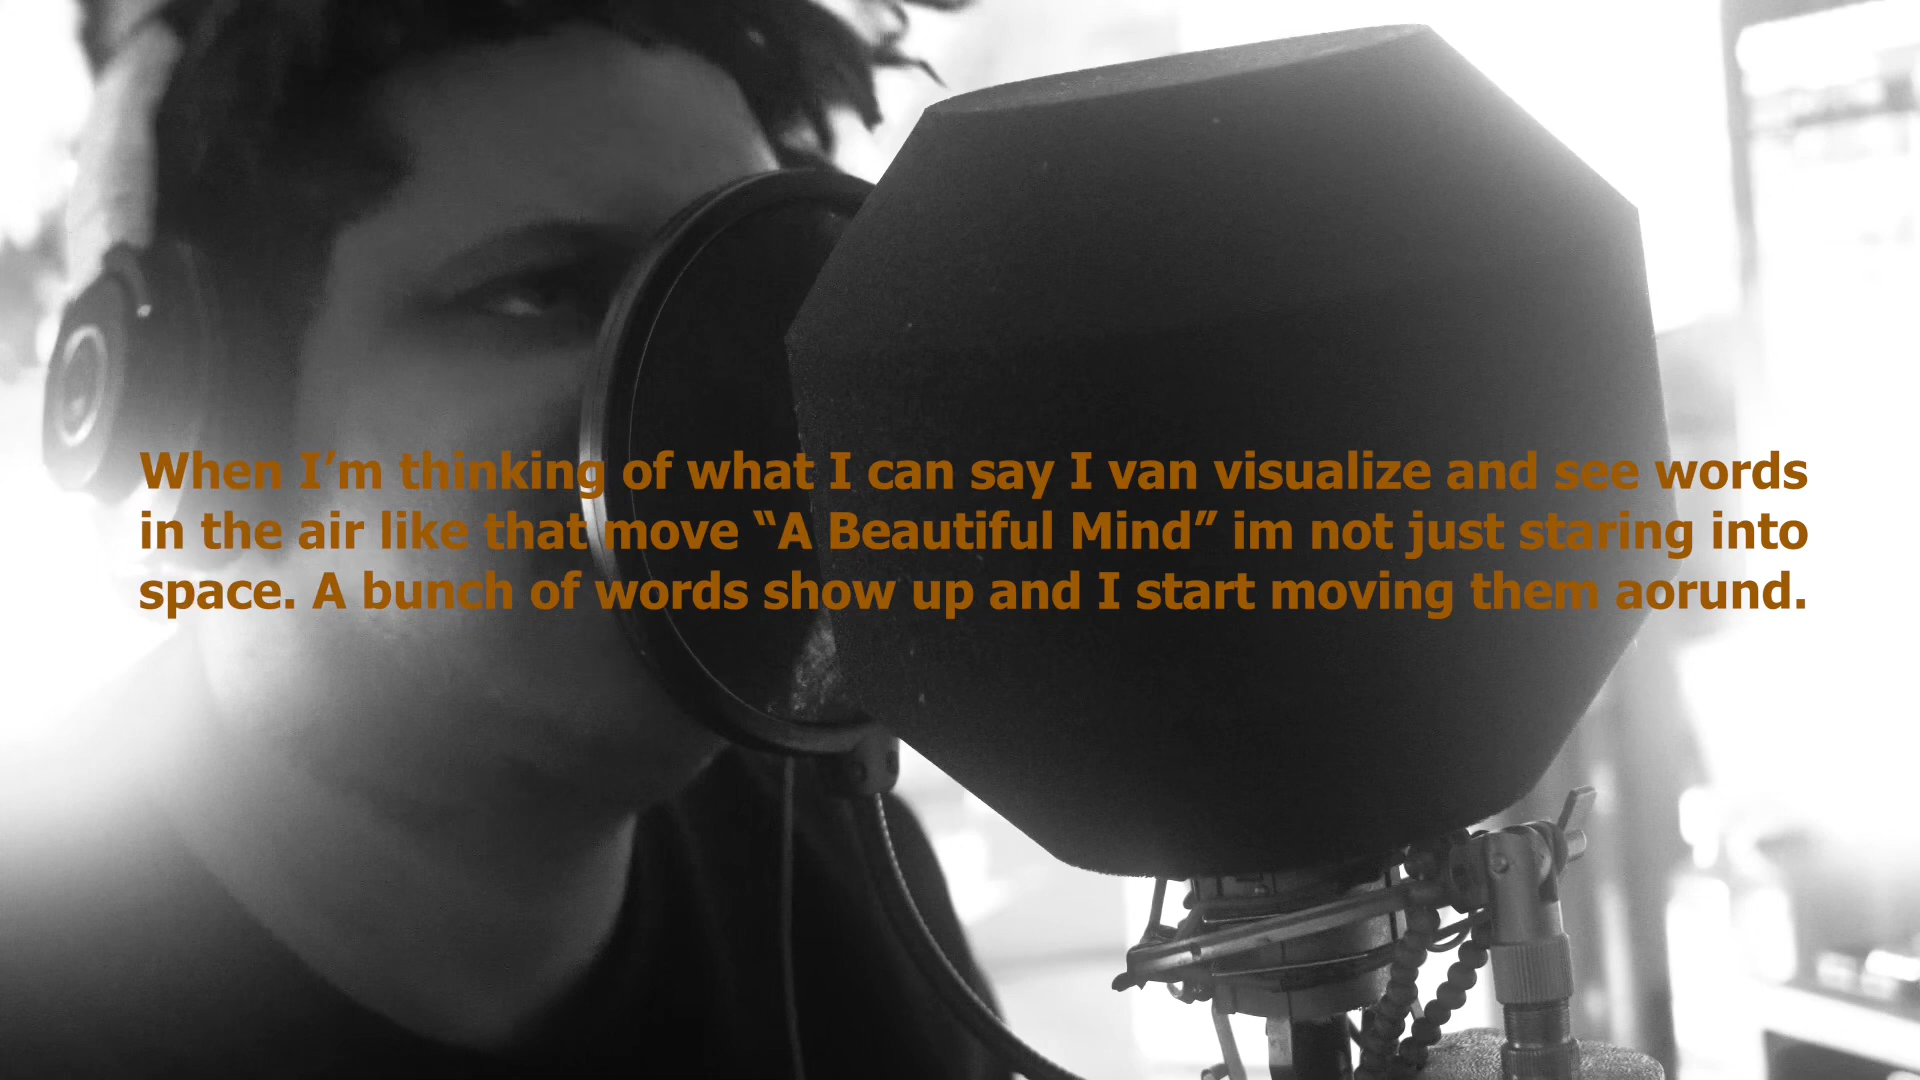 When I’m thinking of what I can say I van visualize and see words
in the air like that move “A Beautiful Mind” im not just staring into
space. A bunch of words show up and I start moving them aorund.